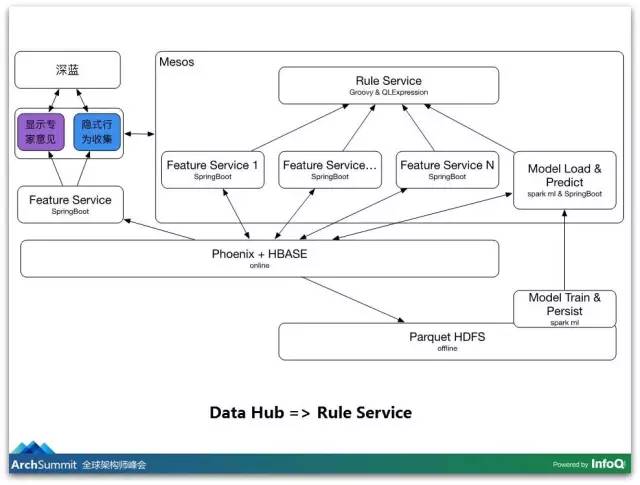 深蓝
显示专
家意见
隐式行
为收集
Feature Service
SpringBoot
Mesos
Rule Service
Groovy & QLExpression
Feature Service 1
SpringBoot
Feature Service...
SpringBoot
Feature Service N
SpringBoot
Model Load &
Predict
spark ml & SpringBoot
Phoenix + HBASE
online
Model Train &
Persist
spark ml
Parquet HDFS
offline
Data Hub => Rule Service
ArchSummit 全球架构师峰会
Powered by InfoQ